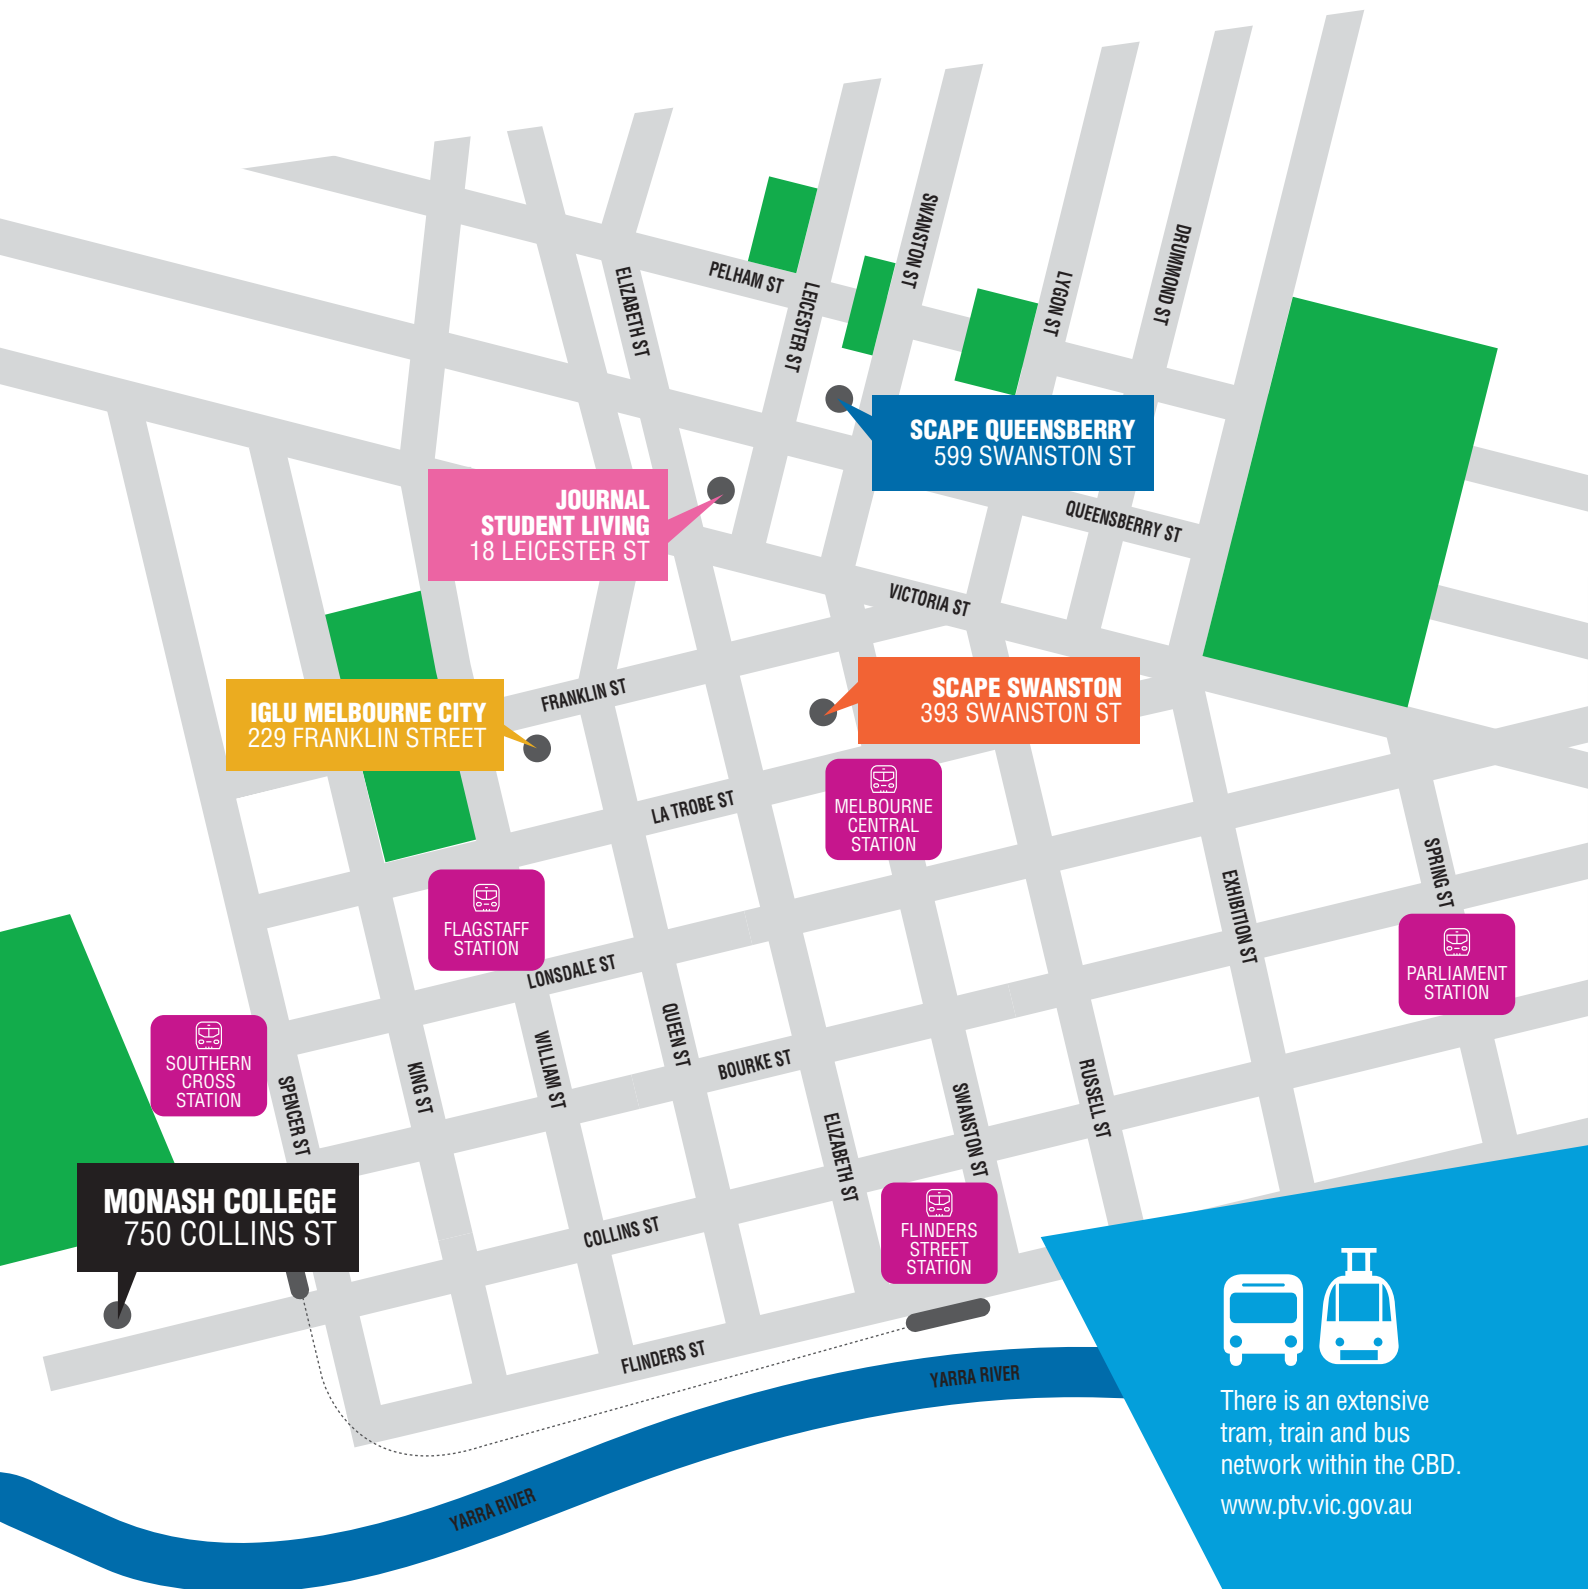 SWANSTON ST
DRUMMOND ST
PELHAM ST
ELIZABETH ST
LEICESTER ST
LYGON ST
SCAPE QUEENSBERRY
599 SWANSTON ST
JOURNAL
STUDENT LIVING
18 LEICESTER ST
QUEENSBERRY ST
VICTORIA ST
FRANKLIN ST
SCAPE SWANSTON
393 SWANSTON ST
IGLU MELBOURNE CITY
229 FRANKLIN STREET
LA TROBE ST
MELBOURNE
CENTRAL
STATION
SPRING ST
EXHIBITION ST
FLAGSTAFF
STATION
LONSDALE ST
PARLIAMENT
STATION
QUEEN ST
WILLIAM ST
KING ST
BOURKE ST
SOUTHERN
CROSS
STATION
SPENCER ST
RUSSELL ST
SWANSTON ST
ELIZABETH ST
MONASH COLLEGE
750 COLLINS ST
COLLINS ST
FLINDERS
STREET
STATION
FLINDERS ST
YARRA RIVER
YARRA RIVER
There is an extensive
tram, train and bus
network within the CBD.
www.ptv.vic.gov.au